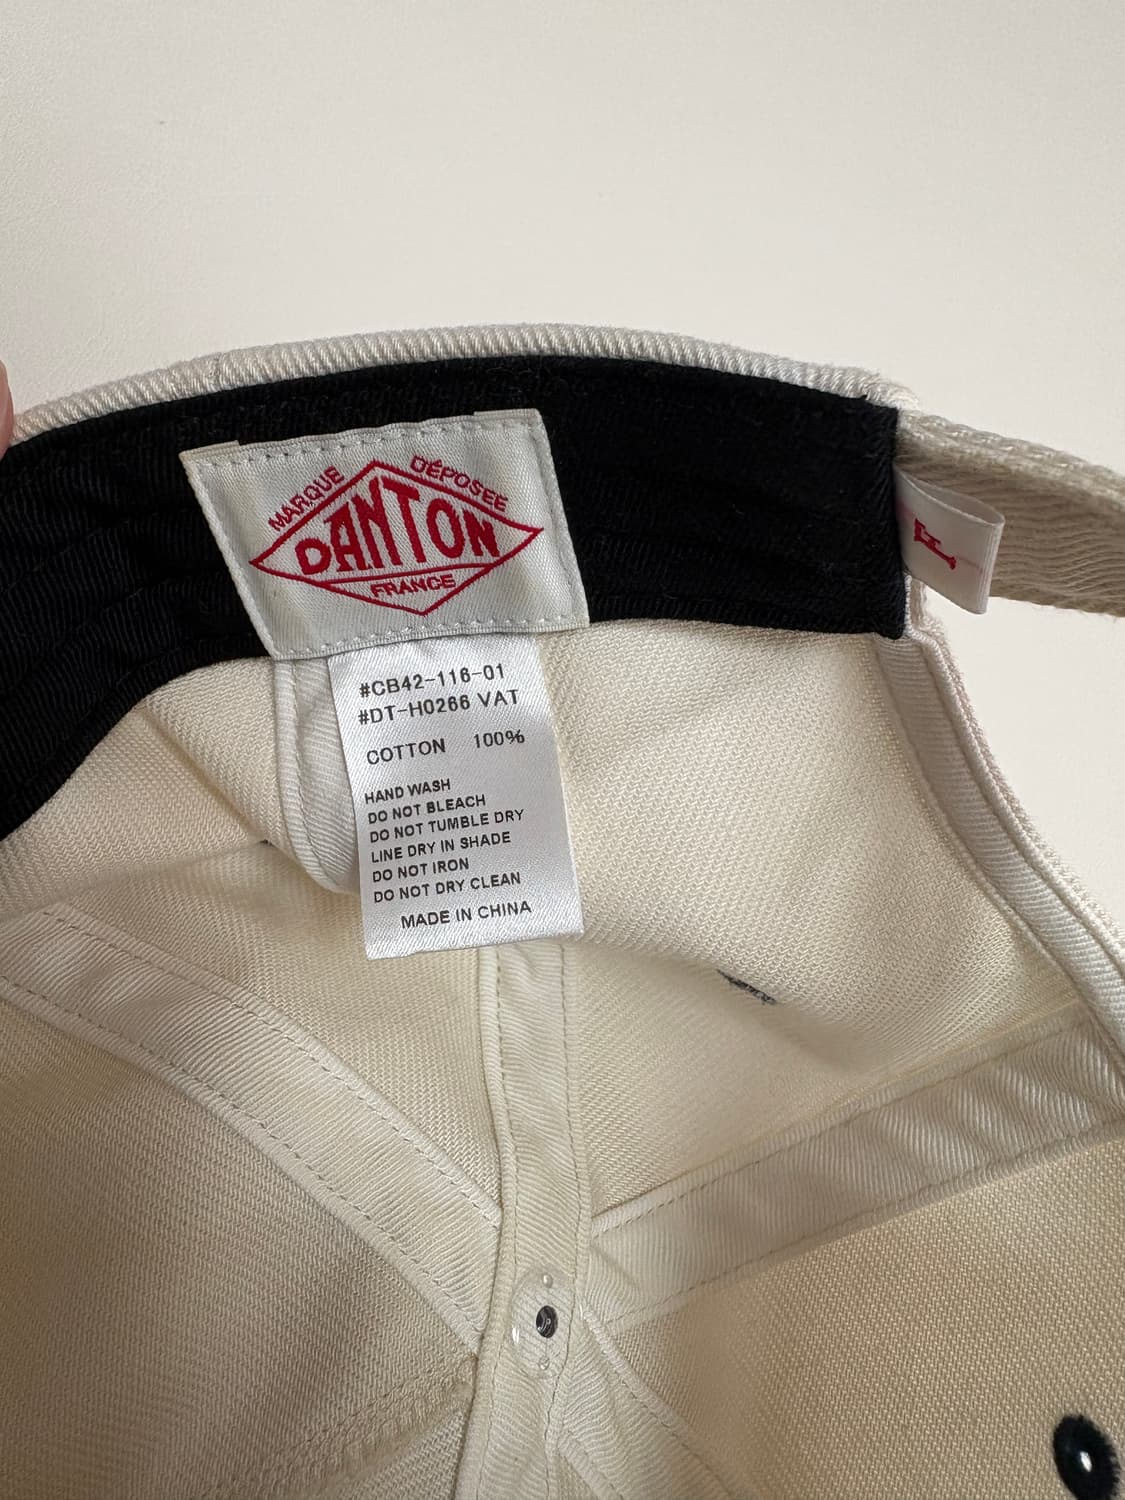 MARQUE DÉPOSÉE
DANTON
FRANCE
#CB42-116-01
#DT-H0266 VAT
COTTON 100%
HAND WASH
DO NOT BLEACH
DO NOT TUMBLE DRY
LINE DRY IN SHADE
DO NOT IRON
DO NOT DRY CLEAN
MADE IN CHINA